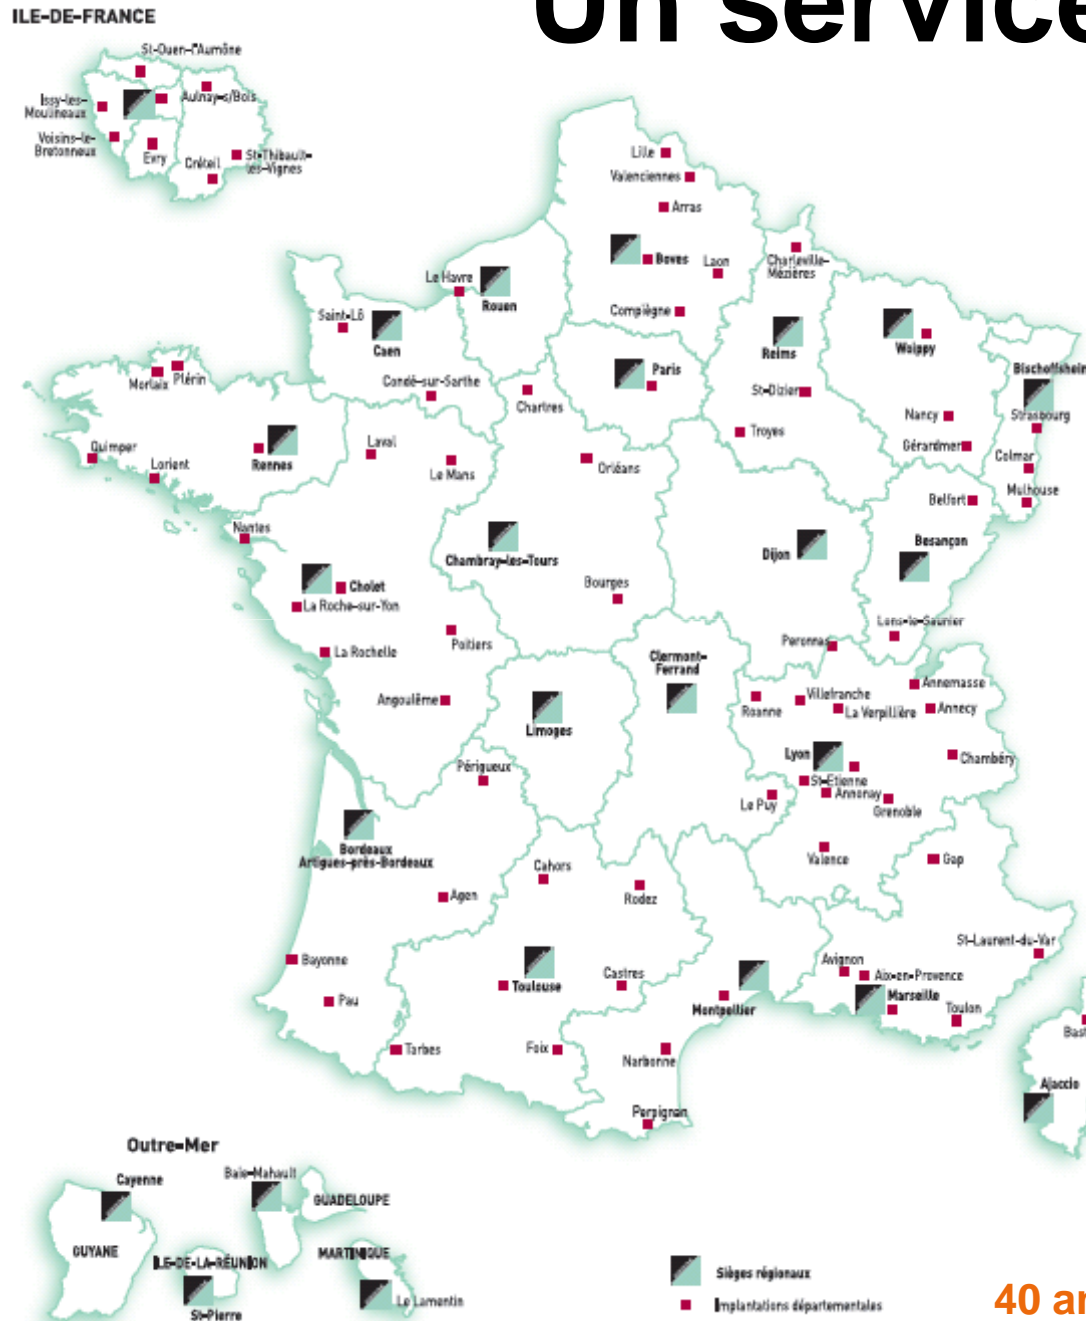 ILE-DE-FRANCE
Un service
St-Ouen-l'Aumône
Issy-les-
Moulineaux
Aulnay-s/Bois
Voisins-le-
Bretonneux
Evry
Créteil
St-Thibault-
les-Vignes
Lille
Valenciennes
Arras
Boves
Laon
Charleville-
Mézières
Le Havre
Rouen
Compiègne
Saint-Lô
Caen
Reims
Woippy
Paris
Bischoffsheim
Morlaix
Plérin
Condé-sur-Sarthe
Chartres
St-Dizier
Nancy
Strasbourg
Troyes
Gérardmer
Colmar
Quimper
Lorient
Rennes
Laval
Le Mans
Orléans
Belfort
Mulhouse
Nantes
Chambray-les-Tours
Dijon
Besançon
Cholet
La Roche-sur-Yon
Bourges
Lons-le-Saunier
La Rochelle
Poitiers
Peronnas
Clermont-
Ferrand
Angoulême
Limoges
Roanne
Villefranche
La Verpillière
Annemasse
Annecy
Périgueux
Lyon
Chambéry
St-Etienne
Annonay
Le Puy
Grenoble
Bordeaux
Artigues-près-Bordeaux
Valence
Gap
Cahors
Agen
Rodez
St-Laurent-du-Var
Bayonne
Castres
Avignon
Aix-en-Provence
Toulouse
Marseille
Pau
Montpellier
Toulon
Tarbes
Foix
Narbonne
Bast
Perpignan
Ajaccio
Outre-Mer
Cayenne
Baie-Mahault
GUADELOUPE
GUYANE
ILE-DE-LA-RÉUNION
MARTINIQUE
St-Pierre
Le Lamentin
Sièges régionaux
Implantations départementales
40 an